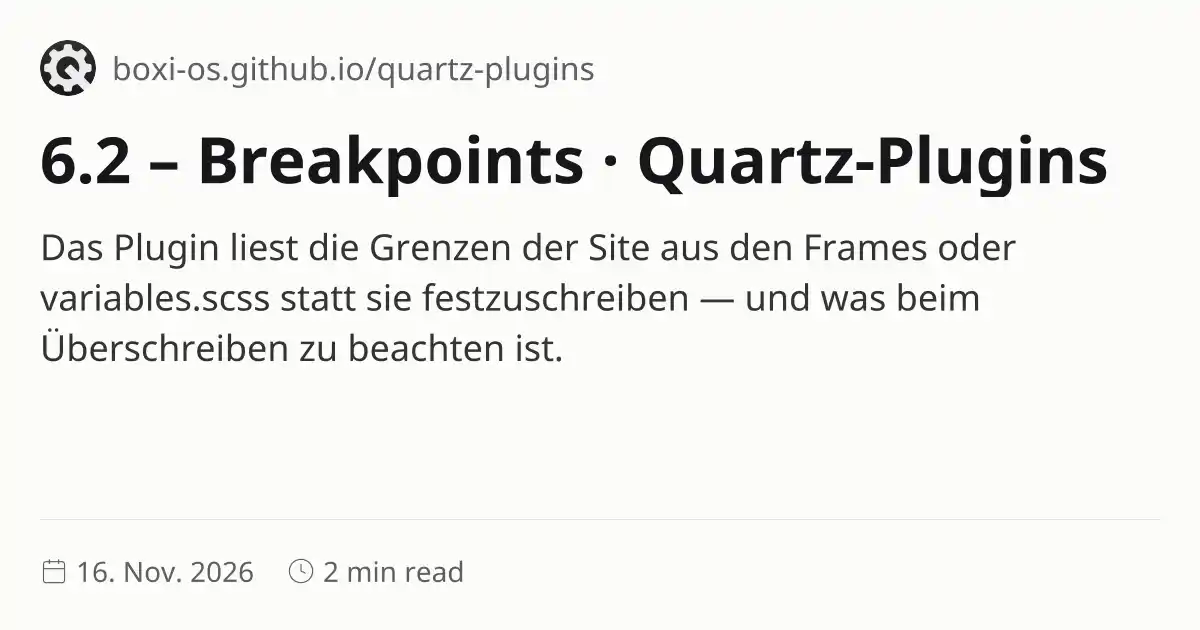 boxi-os.github.io/quartz-plugins
6.2 – Breakpoints · Quartz-Plugins
Das Plugin liest die Grenzen der Site aus den Frames oder
variables.scss statt sie festzuschreiben — und was beim
Überschreiben zu beachten ist.
16. Nov. 2026 2 min read